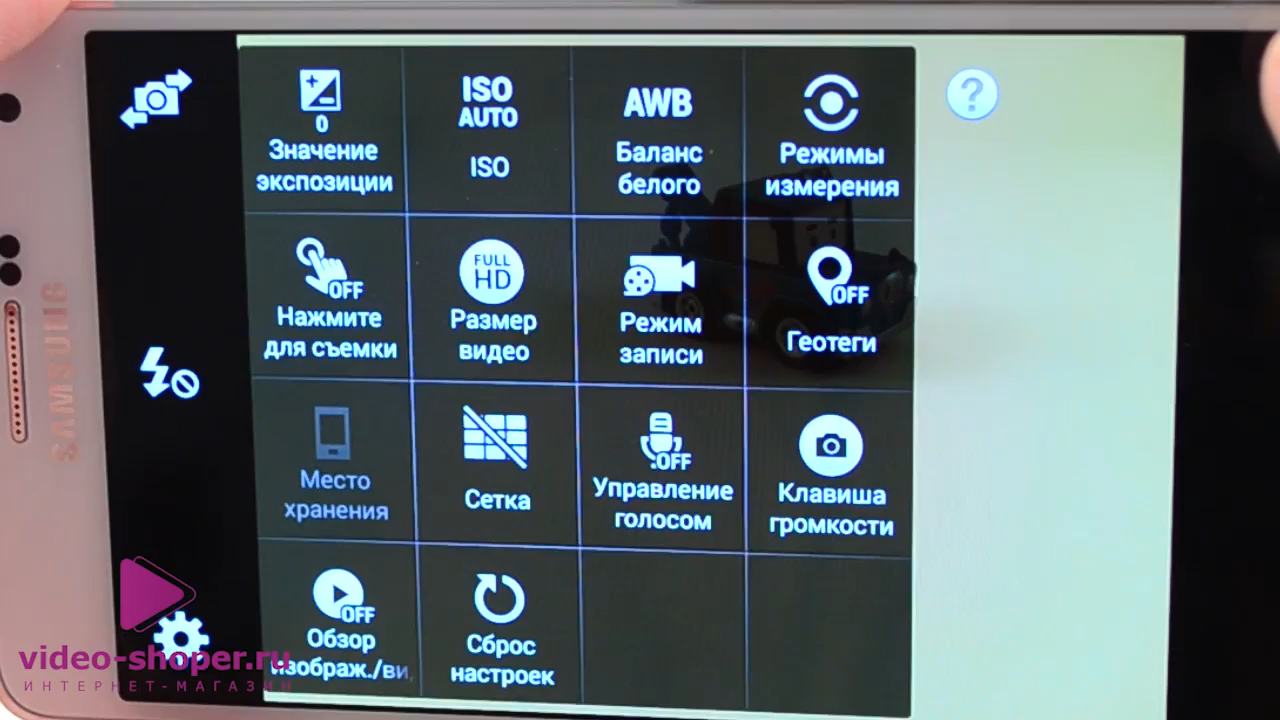 0
Значение
экспозиции
ISO
AUTO
ISO
AWB
Баланс
белого
Режимы
измерения
?
OFF
Нажмите
для съемки
FULL
HD
Размер
видео
Режим
записи
OFF
Геотеги
SAMSUNG
Место
хранения
Сетка
OFF
Управление
голосом
Клавиша
громкости
OFF
Обзор
изображ./ви
Сброс
настроек
video-shoper.ru
ИНТЕРНЕТ-МАГАЗИН